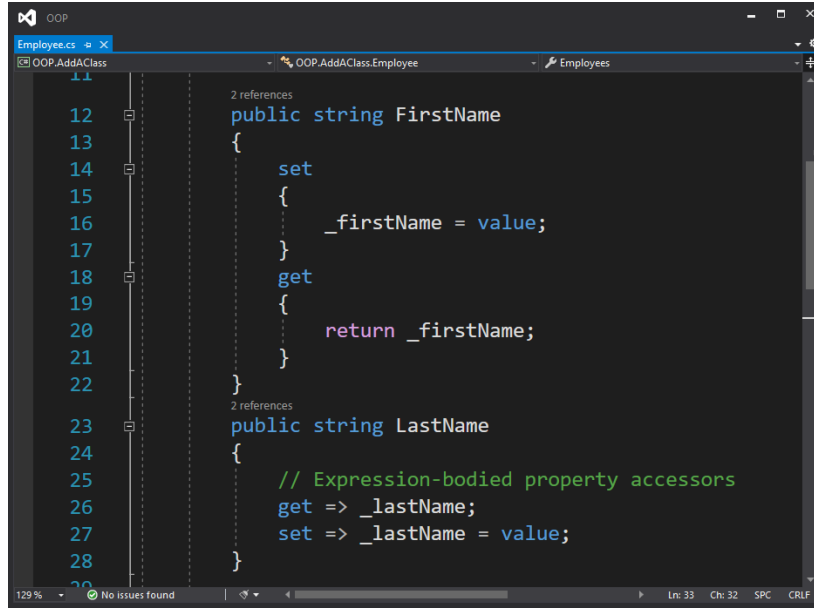 OOP
Employee.cs
C# OOP.AddAClass OOP.AddAClass.Employee Employees
11
2 references
12 public string FirstName
13 {
14 set
15 {
16 _firstName = value;
17 }
18 get
19 {
20 return _firstName;
21 }
22 }
2 references
23 public string LastName
24 {
25 // Expression-bodied property accessors
26 get => _lastName;
27 set => _lastName = value;
28 }
29
129 % No issues found Ln: 33 Ch: 32 SPC CRLF